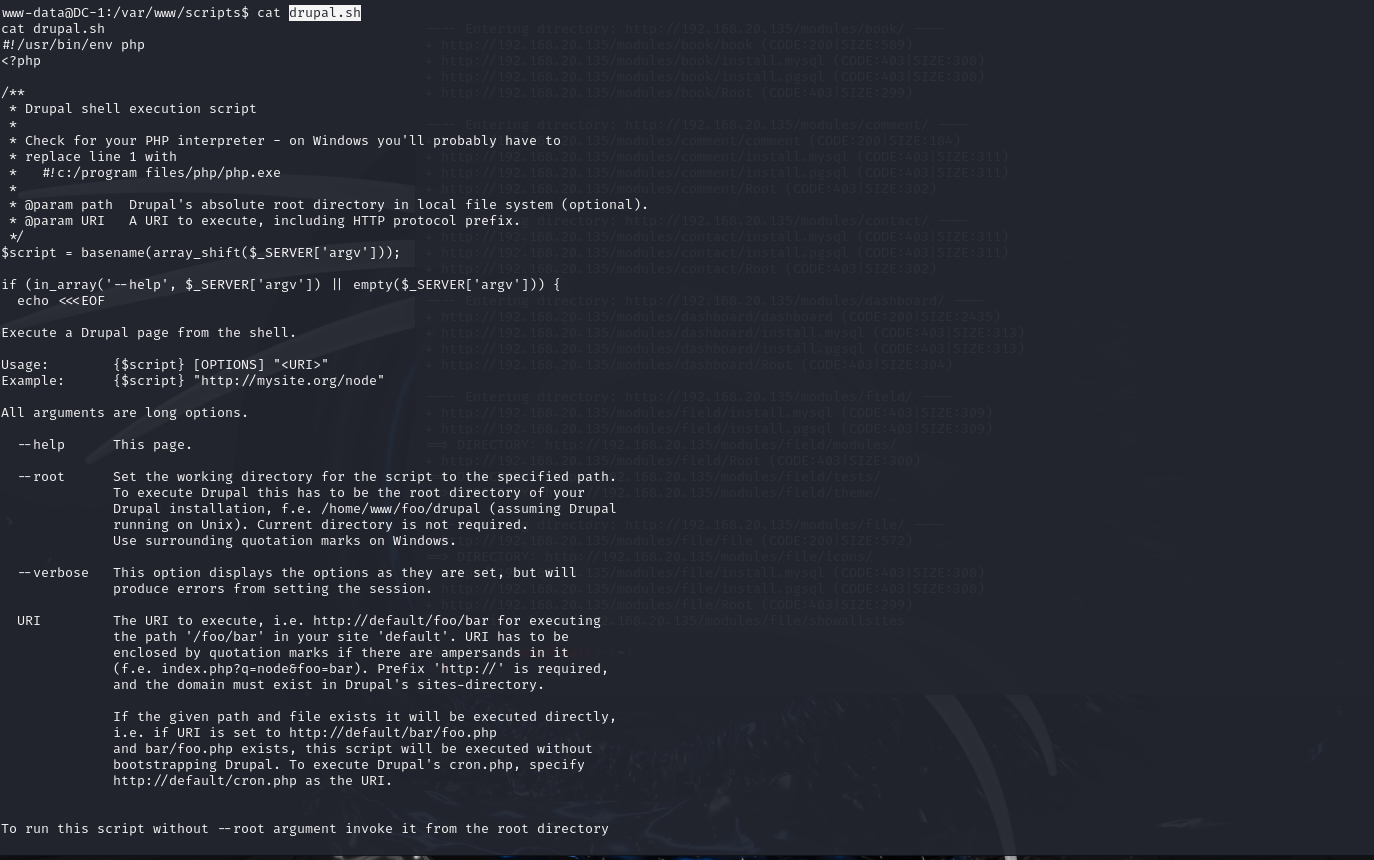 www-data@DC-1:/var/www/scripts$ cat drupal.sh
cat drupal.sh
#!/usr/bin/env php
<?php

/**
 * Drupal shell execution script
 *
 * Check for your PHP interpreter - on Windows you'll probably have to
 * replace line 1 with
 *   #!c:/program files/php/php.exe
 *
 * @param path  Drupal's absolute root directory in local file system (optional).
 * @param URI   A URI to execute, including HTTP protocol prefix.
 */
$script = basename(array_shift($_SERVER['argv']));

if (in_array('--help', $_SERVER['argv']) || empty($_SERVER['argv'])) {
  echo <<<EOF

Execute a Drupal page from the shell.

Usage:        {$script} [OPTIONS] "<URI>"
Example:      {$script} "http://mysite.org/node"

All arguments are long options.

  --help      This page.

  --root      Set the working directory for the script to the specified path.
              To execute Drupal this has to be the root directory of your
              Drupal installation, f.e. /home/www/foo/drupal (assuming Drupal
              running on Unix). Current directory is not required.
              Use surrounding quotation marks on Windows.

  --verbose   This option displays the options as they are set, but will
              produce errors from setting the session.

  URI         The URI to execute, i.e. http://default/foo/bar for executing
              the path '/foo/bar' in your site 'default'. URI has to be
              enclosed by quotation marks if there are ampersands in it
              (f.e. index.php?q=node&foo=bar). Prefix 'http://' is required,
              and the domain must exist in Drupal's sites-directory.

              If the given path and file exists it will be executed directly,
              i.e. if URI is set to http://default/bar/foo.php
              and bar/foo.php exists, this script will be executed without
              bootstrapping Drupal. To execute Drupal's cron.php, specify
              http://default/cron.php as the URI.


To run this script without --root argument invoke it from the root directory